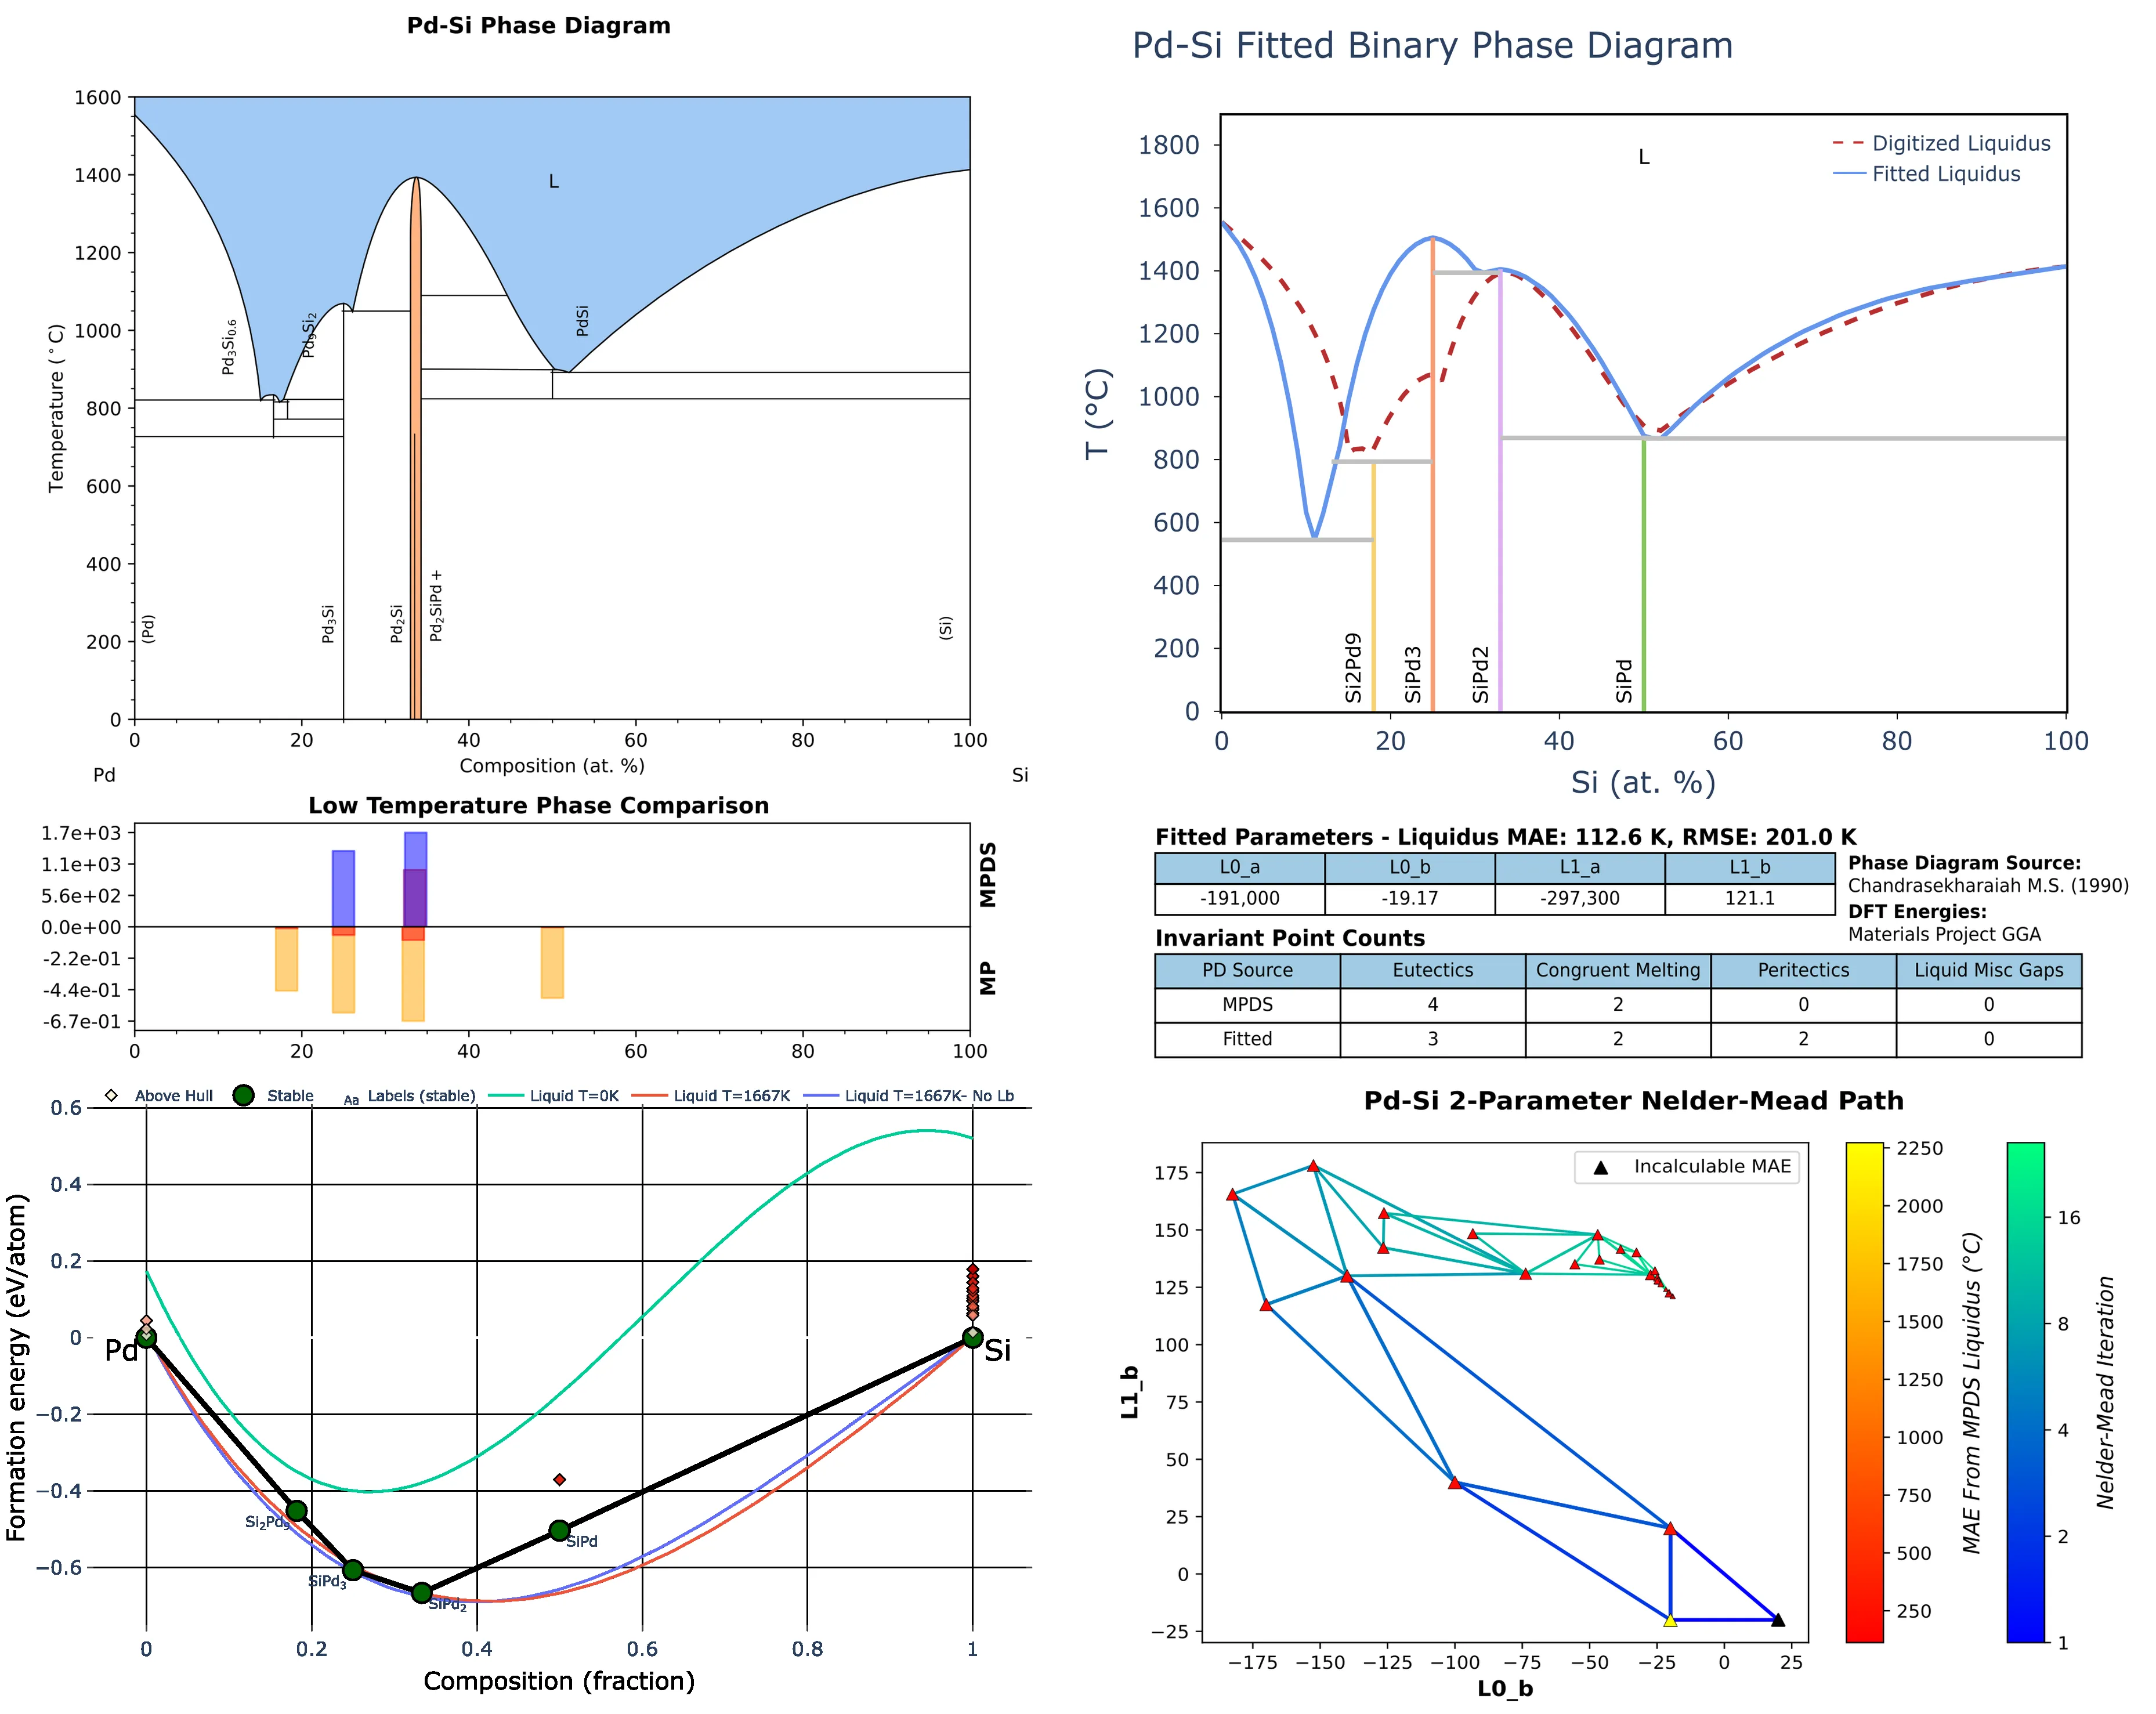 Pd-Si Phase Diagram
1600
1400
1200
1000
800
600
400
200
0
Temperature (°C)
L
Pd3Si0.6
Pd9Si2
PdSi
(Pd)
Pd3Si
Pd2Si
Pd2SiPd+
(Si)
0 20 40 60 80 100
Composition (at. %)
Pd Si
Pd-Si Fitted Binary Phase Diagram
1800
1600
1400
1200
1000
800
600
400
200
0
T (°C)
L
Digitized Liquidus
Fitted Liquidus
Si2Pd9
SiPd3
SiPd2
SiPd
0 20 40 60 80 100
Si (at. %)
Low Temperature Phase Comparison
1.7e+03
1.1e+03
5.6e+02
0.0e+00
-2.2e-01
-4.4e-01
-6.7e-01
MPDS
MP
0 20 40 60 80 100
Fitted Parameters - Liquidus MAE: 112.6 K, RMSE: 201.0 K
L0_a L0_b L1_a L1_b
-191,000 -19.17 -297,300 121.1
Phase Diagram Source:
Chandrasekharaiah M.S. (1990)
DFT Energies:
Materials Project GGA
Invariant Point Counts
PD Source Eutectics Congruent Melting Peritectics Liquid Misc Gaps
MPDS 4 2 0 0
Fitted 3 2 2 0
Above Hull Stable Aa Labels (stable) Liquid T=0K Liquid T=1667K Liquid T=1667K- No Lb
0.6
0.4
0.2
0
−0.2
−0.4
−0.6
Formation energy (eV/atom)
Pd
Si
Si2Pd9
SiPd3
SiPd2
SiPd
0 0.2 0.4 0.6 0.8 1
Composition (fraction)
Pd-Si 2-Parameter Nelder-Mead Path
Incalculable MAE
175
150
125
100
75
50
25
0
−25
L1_b
−175 −150 −125 −100 −75 −50 −25 0 25
L0_b
2250
2000
1750
1500
1250
1000
750
500
250
MAE From MPDS Liquidus (°C)
16
8
4
2
1
Nelder-Mead Iteration